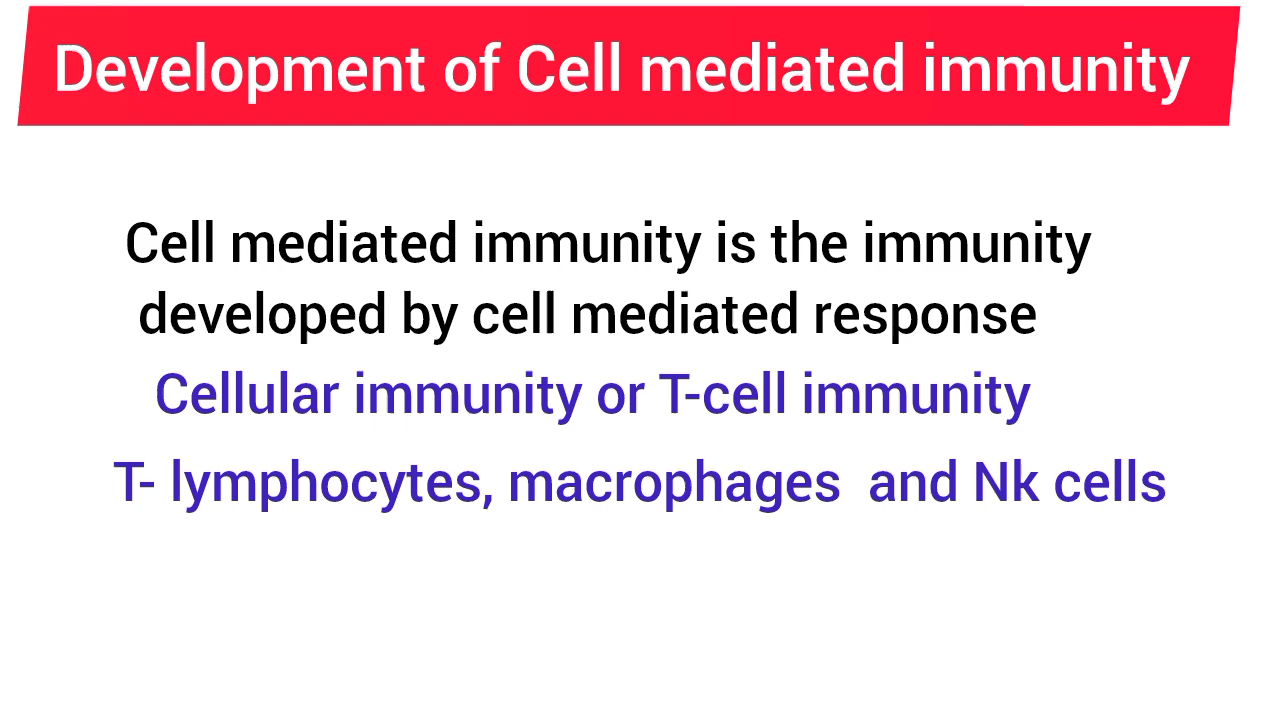 Development of Cell mediated immunity
Cell mediated immunity is the immunity
developed by cell mediated response
Cellular immunity or T-cell immunity
T- lymphocytes, macrophages and Nk cells